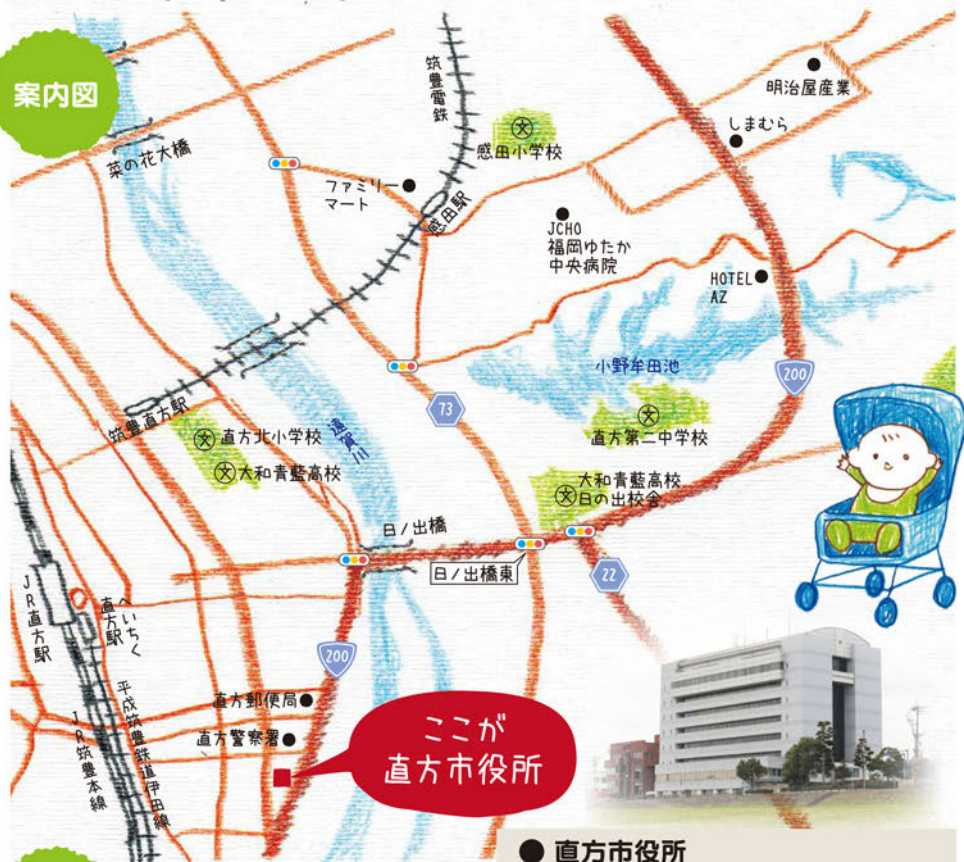 案内図
菜の花大橋
筑豊電鉄
感田小学校
明治屋産業
しまむら
ファミリー
マート
感田駅
JCHO
福岡ゆたか
中央病院
HOTEL
AZ
小野牟田池
200
73
筑豊直方駅
直方北小学校
大和青藍高校
遠賀川
直方第二中学校
大和青藍高校
日の出校舎
日ノ出橋
日ノ出橋東
22
JR直方駅
へいちく
直方駅
200
平成筑豊鉄道伊田線
JR筑豊本線
直方郵便局
直方警察署
ここが
直方市役所
● 直方市役所